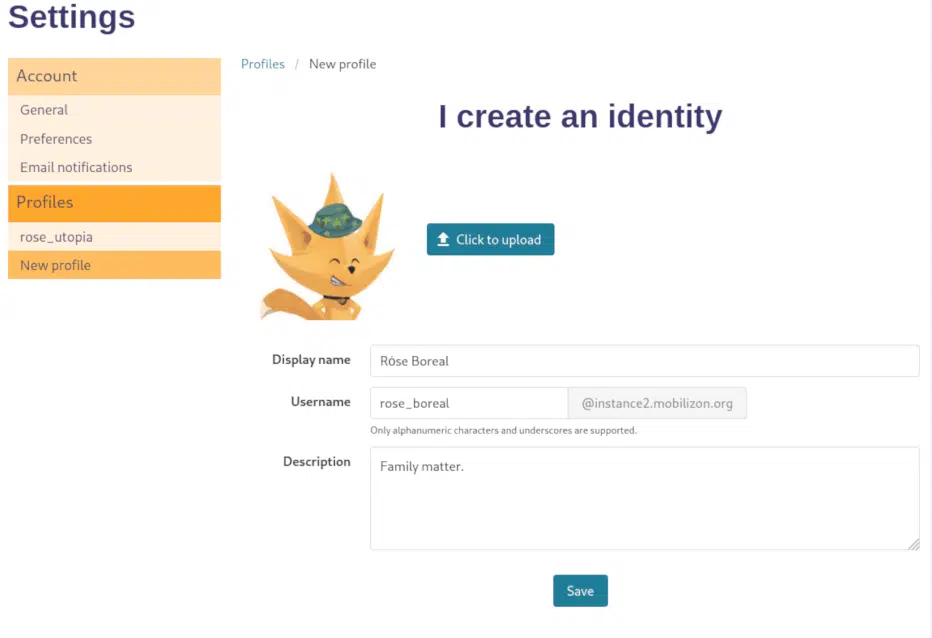 Settings
Account
General
Preferences
Email notifications
Profiles
rose_utopia
New profile
Profiles / New profile
I create an identity
Click to upload
Display name
Róse Boreal
Username
rose_boreal @instance2.mobilizon.org
Only alphanumeric characters and underscores are supported.
Description
Family matter.
Save